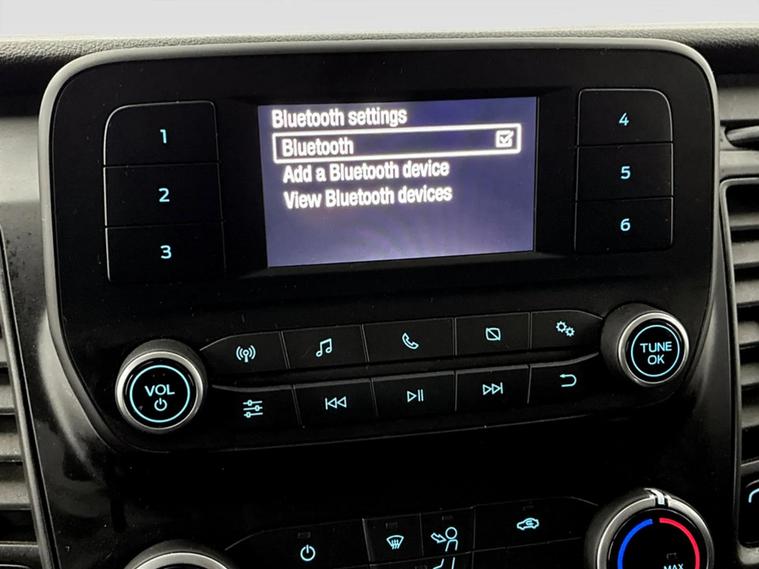 Bluetooth settings
Bluetooth
Add a Bluetooth device
View Bluetooth devices
1
2
3
4
5
6
VOL
TUNE
OK
MAX